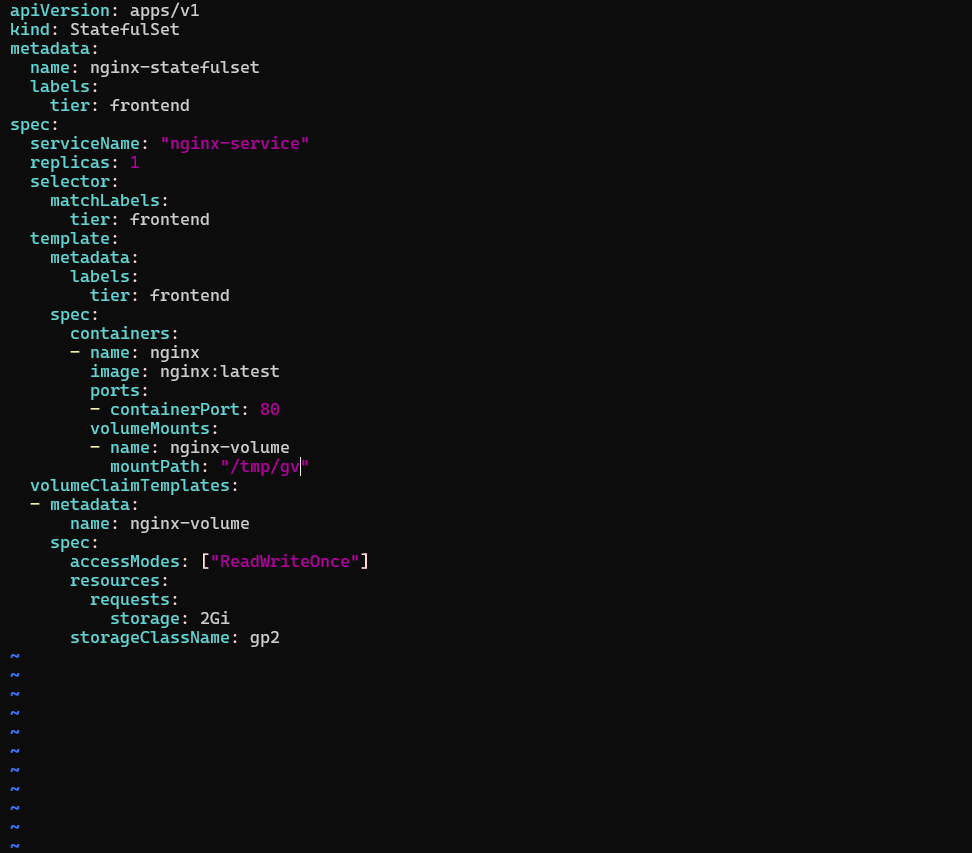 apiVersion: apps/v1
kind: StatefulSet
metadata:
  name: nginx-statefulset
  labels:
    tier: frontend
spec:
  serviceName: "nginx-service"
  replicas: 1
  selector:
    matchLabels:
      tier: frontend
  template:
    metadata:
      labels:
        tier: frontend
    spec:
      containers:
      - name: nginx
        image: nginx:latest
        ports:
        - containerPort: 80
        volumeMounts:
        - name: nginx-volume
          mountPath: "/tmp/gv"
  volumeClaimTemplates:
  - metadata:
      name: nginx-volume
    spec:
      accessModes: ["ReadWriteOnce"]
      resources:
        requests:
          storage: 2Gi
      storageClassName: gp2
~
~
~
~
~
~
~
~
~
~
~